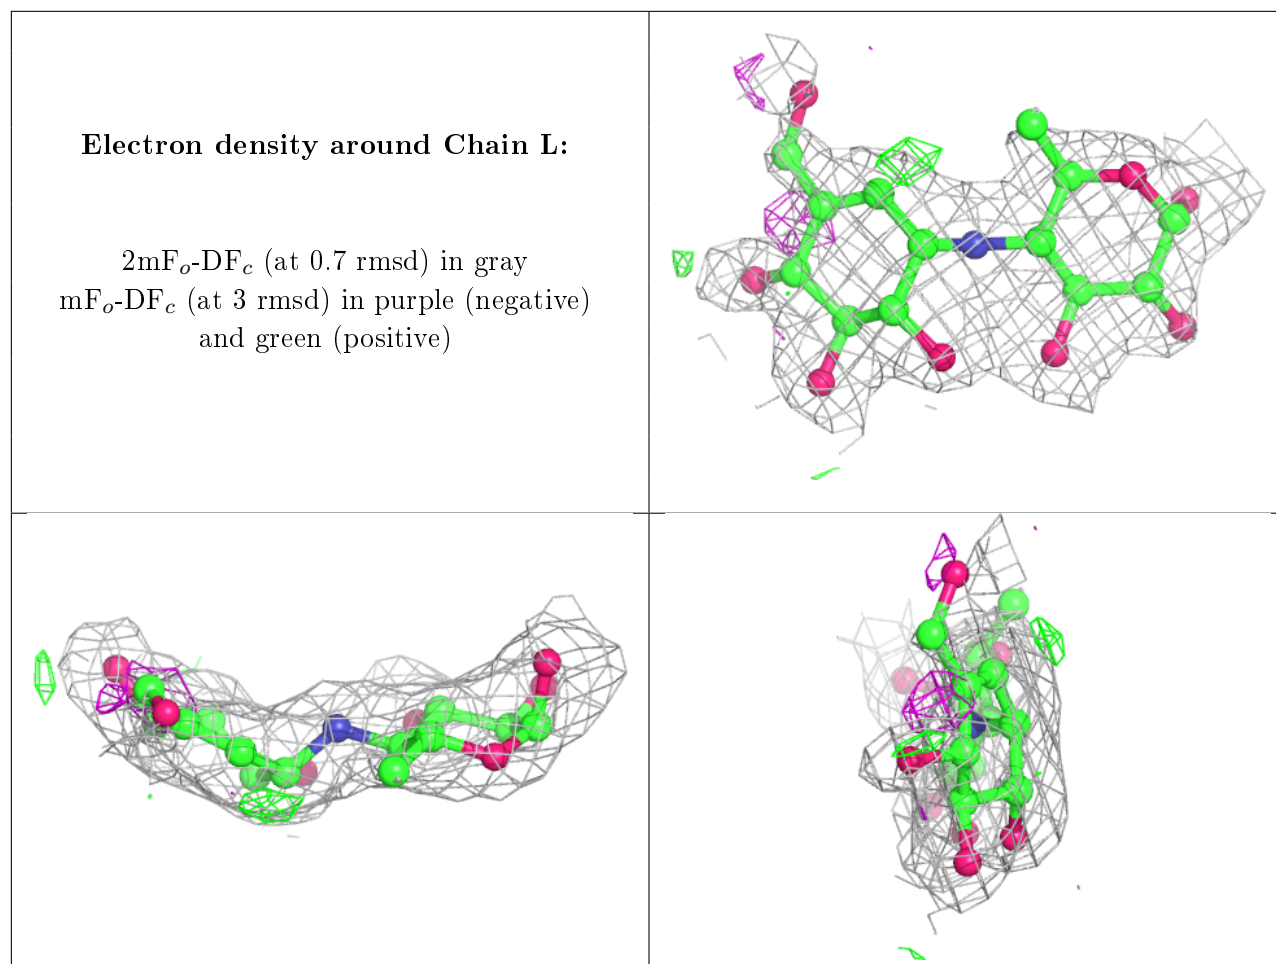 Electron density around Chain L:
2mFo-DFc (at 0.7 rmsd) in gray
mFo-DFc (at 3 rmsd) in purple (negative)
and green (positive)